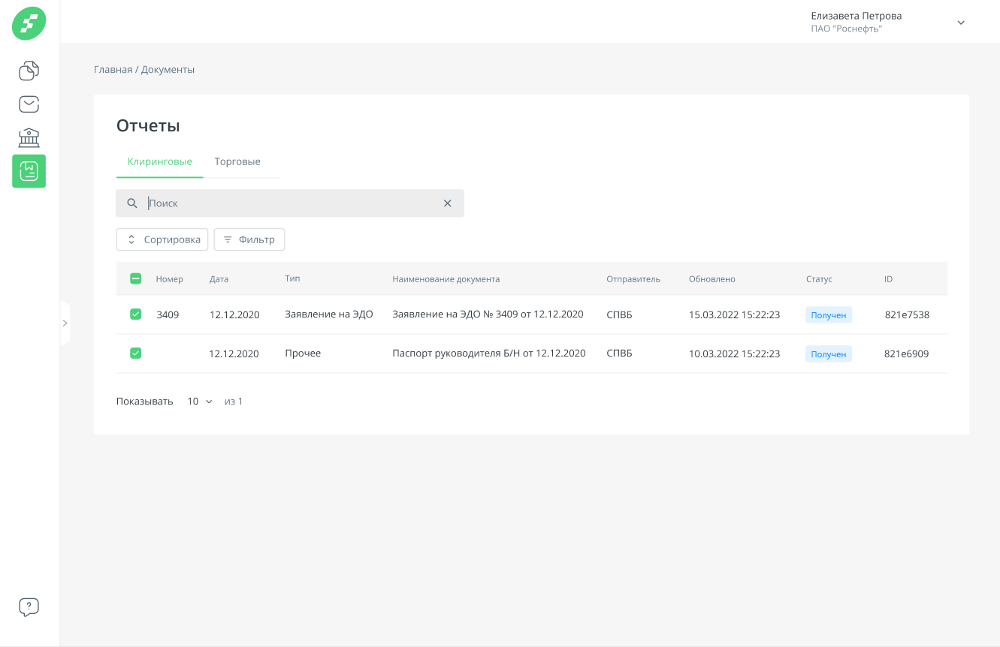 Елизавета Петрова
ПАО "Роснефть"
Главная / Документы
Отчеты
Клиринговые Торговые
Поиск
Сортировка Фильтр
Номер Дата Тип Наименование документа Отправитель Обновлено Статус ID
3409 12.12.2020 Заявление на ЭДО Заявление на ЭДО № 3409 от 12.12.2020 СПВБ 15.03.2022 15:22:23 Получен 821e7538
12.12.2020 Прочее Паспорт руководителя Б/Н от 12.12.2020 СПВБ 10.03.2022 15:22:23 Получен 821e6909
Показывать 10 из 1